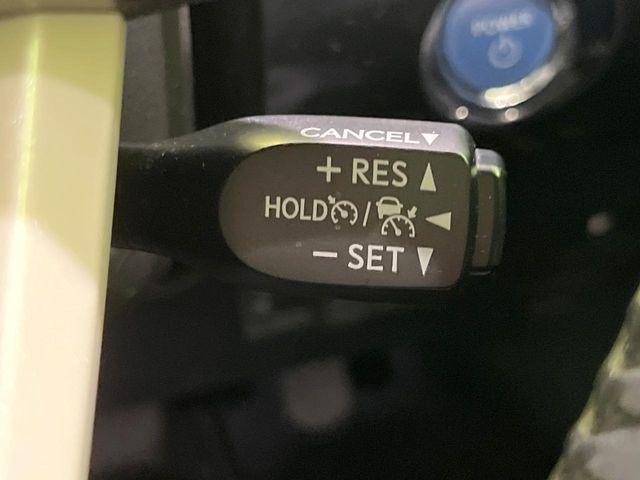 POWER
CANCEL▼
+ RES ▲
HOLD / ◀
− SET ▼